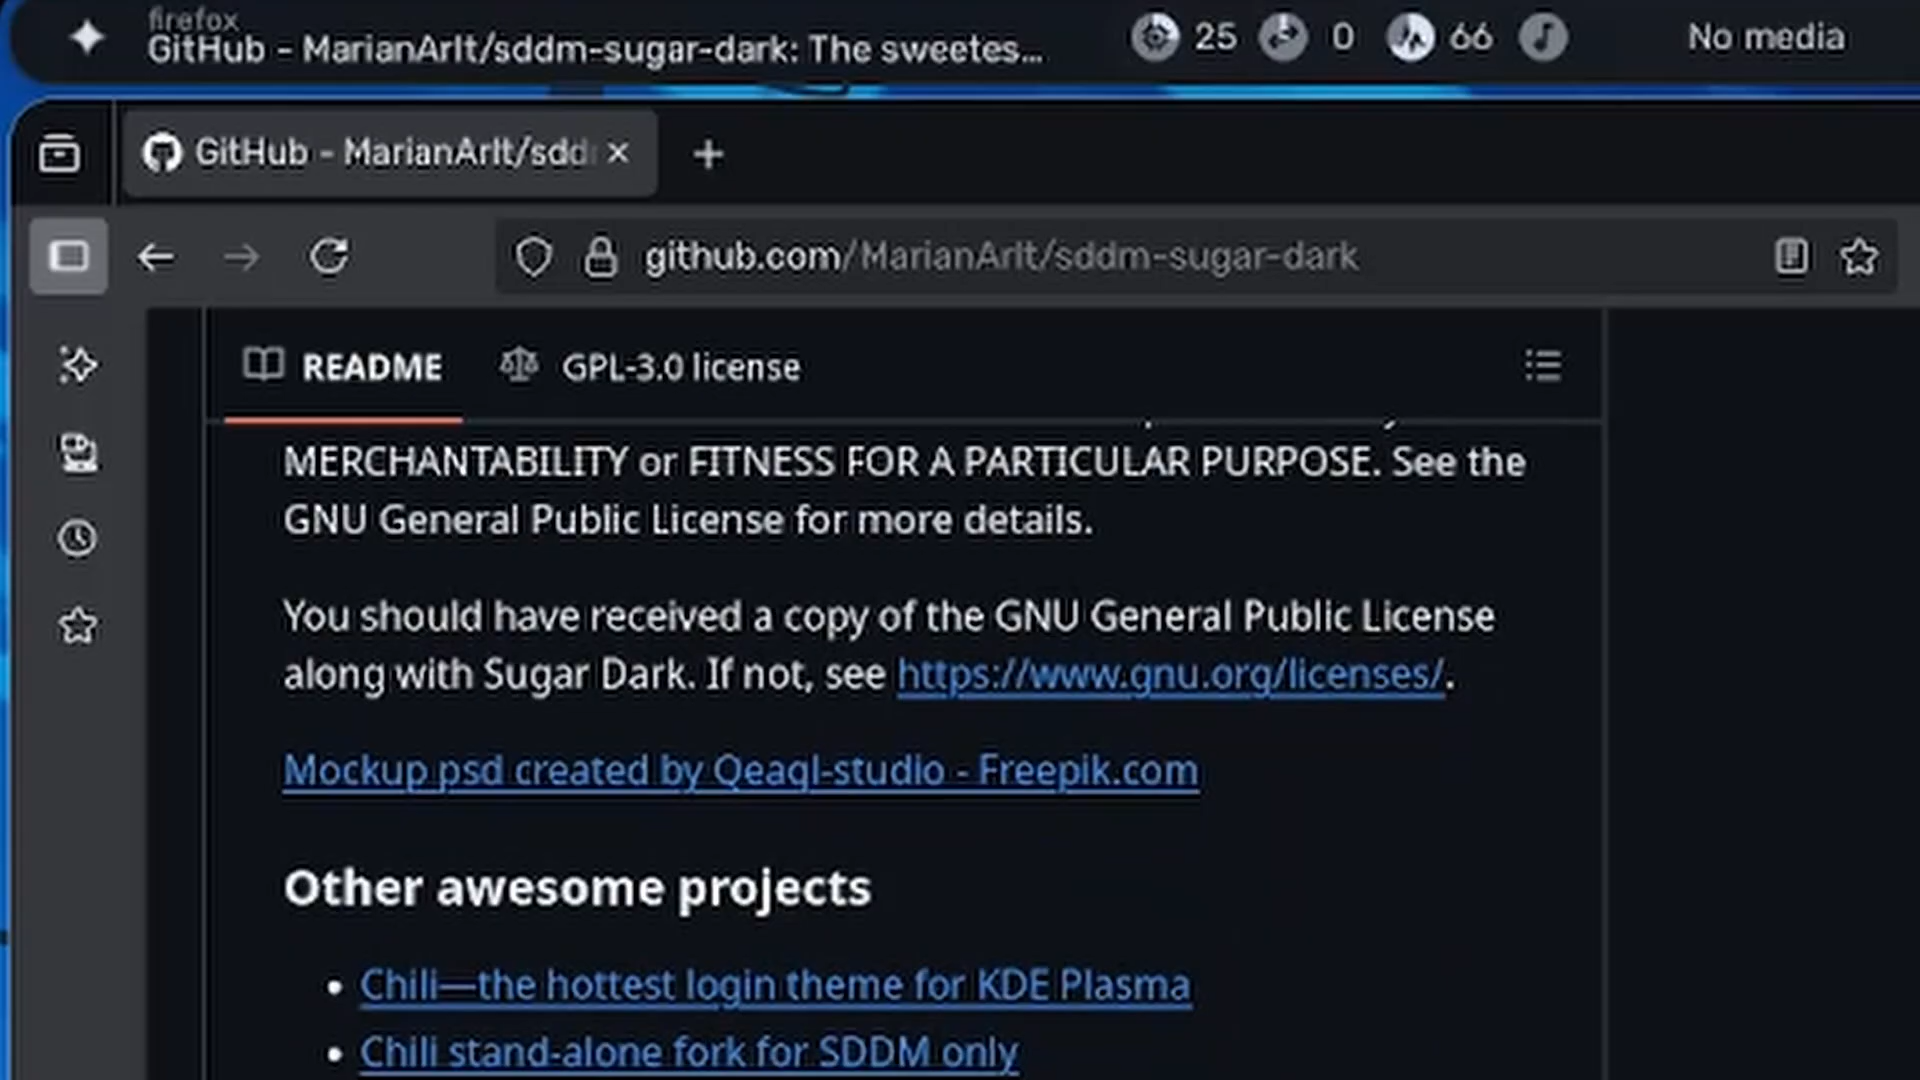 firefox
GitHub - MarianArlt/sddm-sugar-dark: The sweetes...
25 0 66 No media
GitHub - MarianArlt/sddm
github.com/MarianArlt/sddm-sugar-dark
README GPL-3.0 license
MERCHANTABILITY or FITNESS FOR A PARTICULAR PURPOSE. See the
GNU General Public License for more details.
You should have received a copy of the GNU General Public License
along with Sugar Dark. If not, see https://www.gnu.org/licenses/.
Mockup psd created by Qeaql-studio - Freepik.com
Other awesome projects
• Chili—the hottest login theme for KDE Plasma
• Chili stand-alone fork for SDDM only